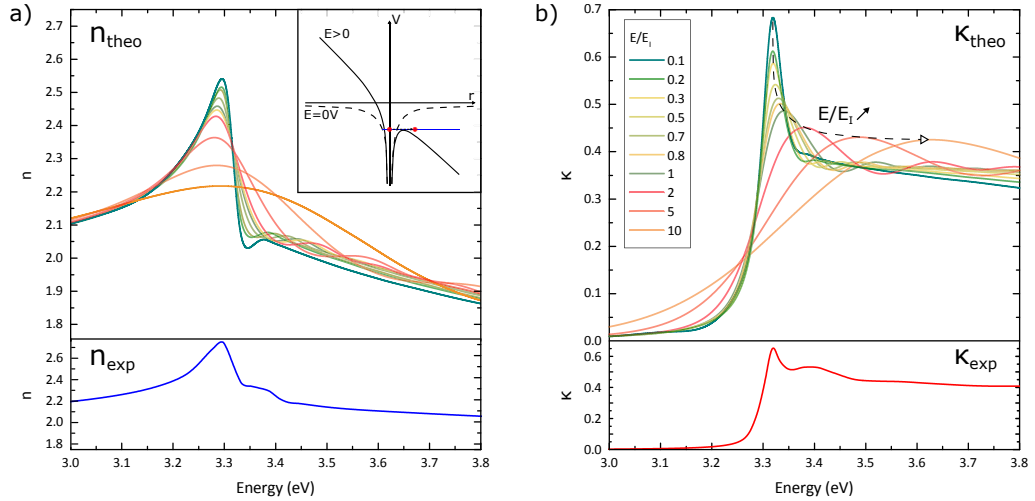 a)
n_theo
n
2.7
2.6
2.5
2.4
2.3
2.2
2.1
2.0
1.9
1.8
V
E>0
r
E=0V
n_exp
n
2.6
2.4
2.2
2.0
1.8
3.0 3.1 3.2 3.3 3.4 3.5 3.6 3.7 3.8
Energy (eV)
b)
κ_theo
κ
0.7
0.6
0.5
0.4
0.3
0.2
0.1
0.0
E/E_I
0.1
0.2
0.3
0.5
0.7
0.8
1
2
5
10
E/E_I↗
κ_exp
κ
0.6
0.4
0.2
0.0
3.0 3.1 3.2 3.3 3.4 3.5 3.6 3.7 3.8
Energy (eV)